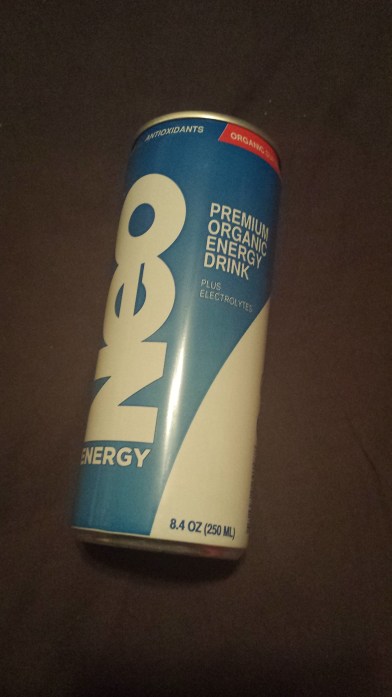 ANTIOXIDANTS
ORGANIC
Neo
ENERGY
PREMIUM
ORGANIC
ENERGY
DRINK
PLUS
ELECTROLYTES
8.4 OZ (250 ML)